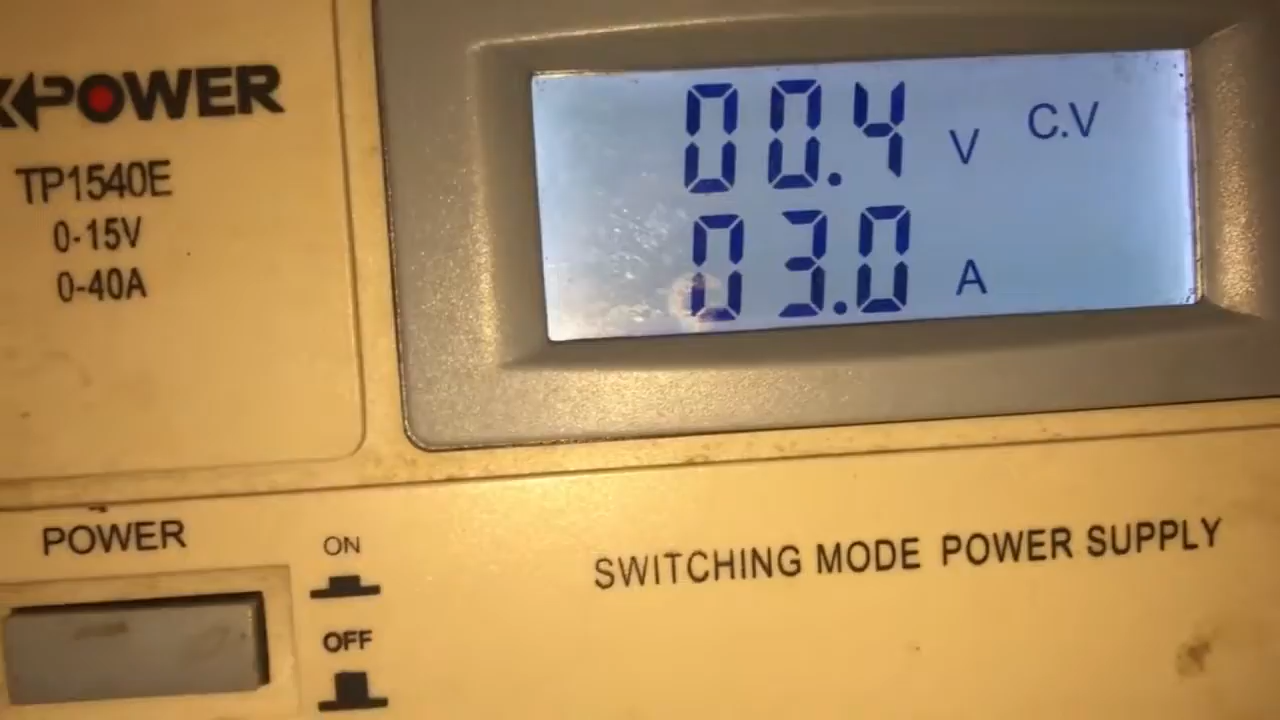 POWER
TP1540E
0-15V
0-40A
00.4 V C.V
03.0 A
POWER
ON
OFF
SWITCHING MODE POWER SUPPLY